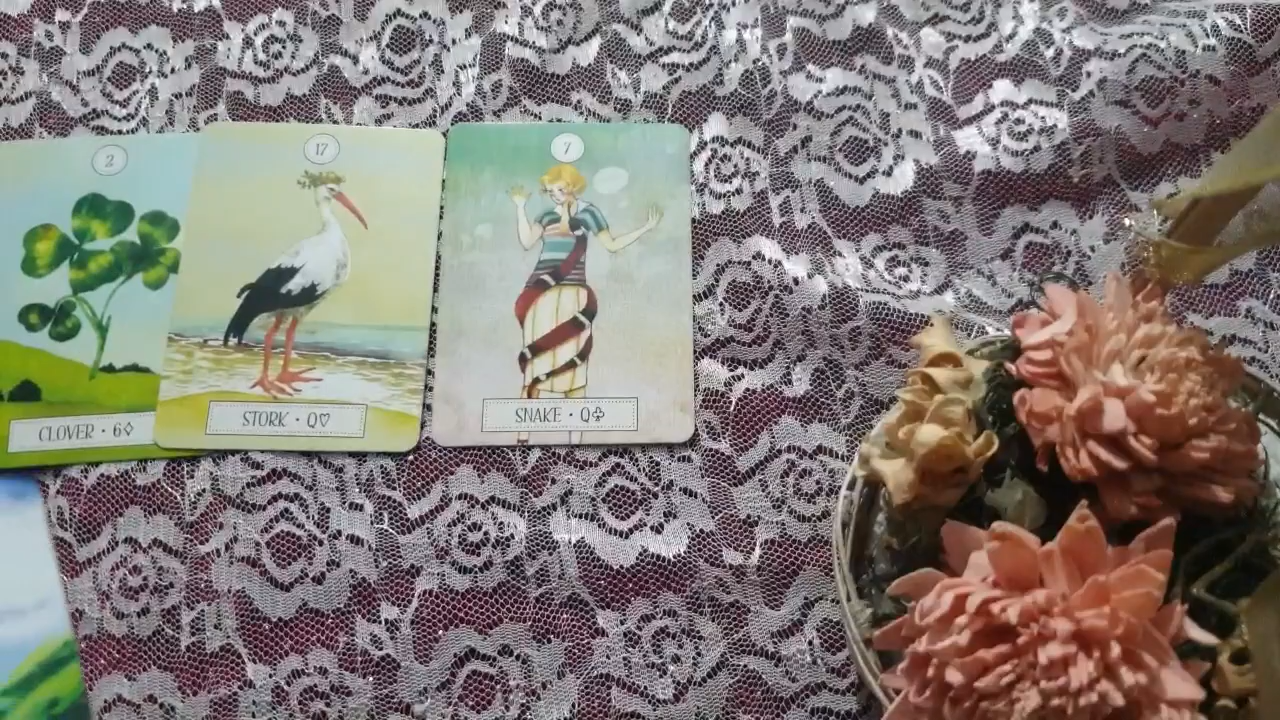 2
CLOVER • 6♢
17
STORK • Q♡
7
SNAKE • Q♧